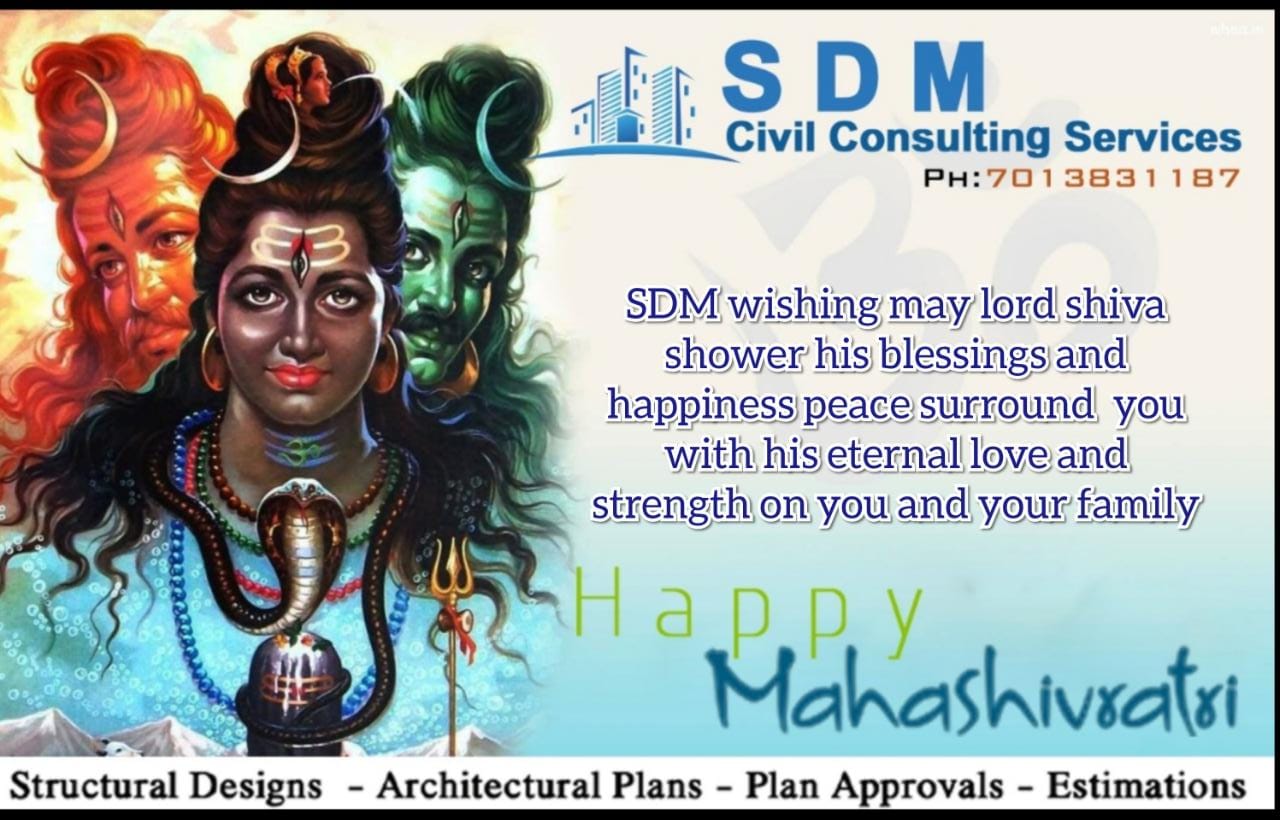 SDM
Civil Consulting Services
PH:7013831187
SDM wishing may lord shiva
shower his blessings and
happiness peace surround you
with his eternal love and
strength on you and your family
Happy
Mahashivratri
Structural Designs - Architectural Plans - Plan Approvals - Estimations